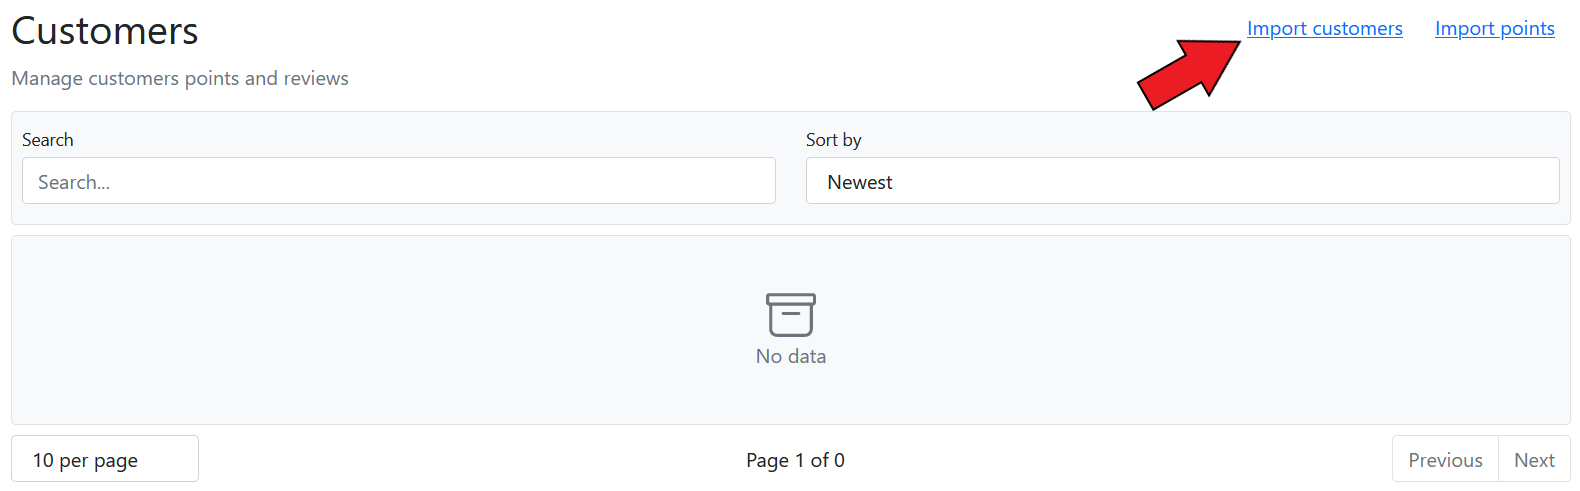 Customers
Import customers
Import points
Manage customers points and reviews
Search
Sort by
Search...
Newest
No data
10 per page
Page 1 of 0
Previous
Next